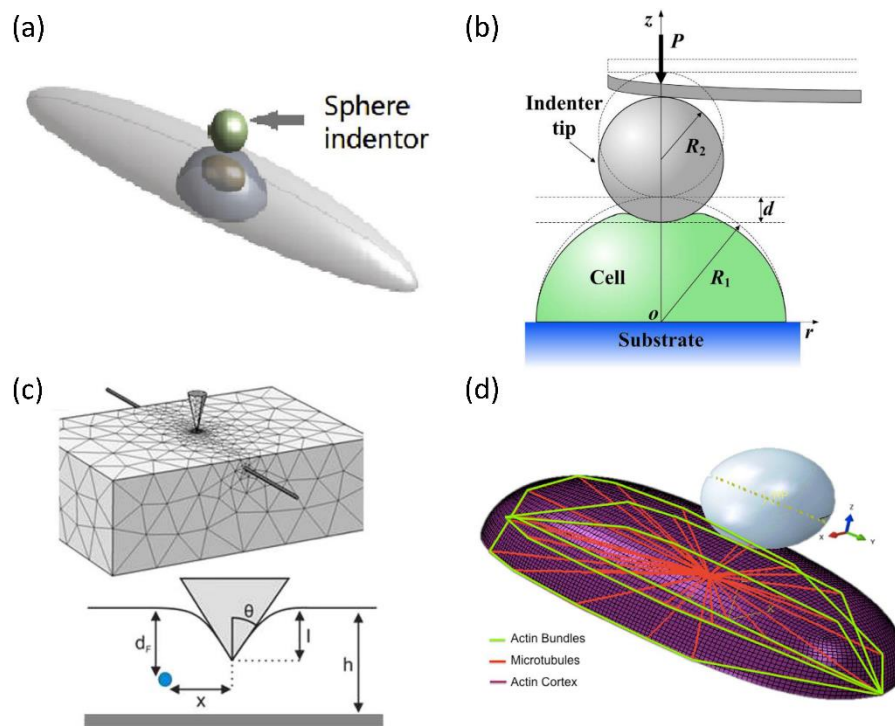 (a)
Sphere
indentor
(b)
z
P
Indenter
tip
R2
d
Cell
R1
o
r
Substrate
(c)
θ
dF
l
h
x
(d)
Z
X
Y
Actin Bundles
Microtubules
Actin Cortex